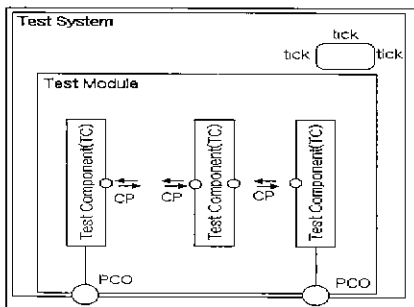 Test System
tick
tick
tick
Test Module
Test Component(TC)
Test Component(TC)
Test Component(TC)
CP
CP
CP
PCO
PCO